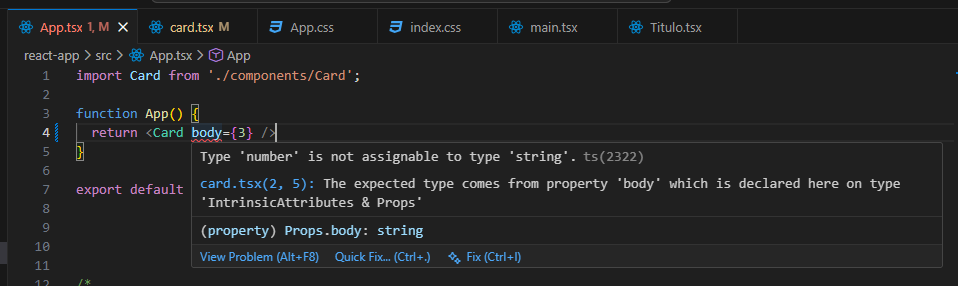 App.tsx 1, M card.tsx M App.css index.css main.tsx Titulo.tsx
react-app > src > App.tsx > App
1 import Card from './components/Card';
2
3 function App() {
4 return <Card body={3} />
5 }
6
7 export default
8
9
10
11
12 /*
Type 'number' is not assignable to type 'string'. ts(2322)
card.tsx(2, 5): The expected type comes from property 'body' which is declared here on type
'IntrinsicAttributes & Props'
(property) Props.body: string
View Problem (Alt+F8) Quick Fix... (Ctrl+.) Fix (Ctrl+I)